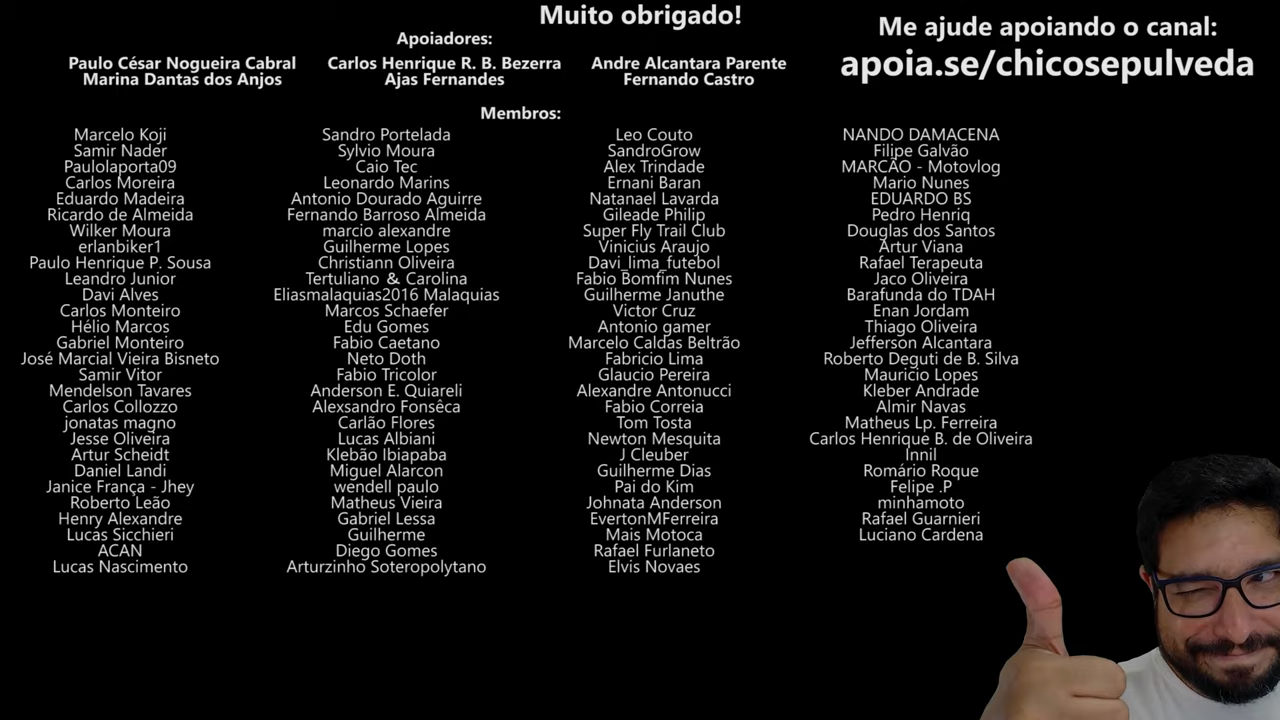 Muito obrigado!
Me ajude apoiando o canal:
apoia.se/chicosepulveda
Apoiadores:
Paulo César Nogueira Cabral
Marina Dantas dos Anjos
Carlos Henrique R. B. Bezerra
Ajas Fernandes
Andre Alcantara Parente
Fernando Castro
Membros:
Marcelo Koji
Samir Nader
Paulolaporta09
Carlos Moreira
Eduardo Madeira
Ricardo de Almeida
Wilker Moura
erlanbiker1
Paulo Henrique P. Sousa
Leandro Junior
Davi Alves
Carlos Monteiro
Hélio Marcos
Gabriel Monteiro
José Marcial Vieira Bisneto
Samir Vitor
Mendelson Tavares
Carlos Collozzo
jonatas magno
Jesse Oliveira
Artur Scheidt
Daniel Landi
Janice França - Jhey
Roberto Leão
Henry Alexandre
Lucas Sicchieri
ACAN
Lucas Nascimento
Sandro Portelada
Sylvio Moura
Caio Tec
Leonardo Marins
Antonio Dourado Aguirre
Fernando Barroso Almeida
marcio alexandre
Guilherme Lopes
Christiann Oliveira
Tertuliano & Carolina
Eliasmalaquias2016 Malaquias
Marcos Schaefer
Edu Gomes
Fabio Caetano
Neto Doth
Fabio Tricolor
Anderson E. Quiareli
Alexsandro Fonsêca
Carlão Flores
Lucas Albiani
Klebão Ibiapaba
Miguel Alarcon
wendell paulo
Matheus Vieira
Gabriel Lessa
Guilherme
Diego Gomes
Arturzinho Soteropolytano
Leo Couto
SandroGrow
Alex Trindade
Ernani Baran
Natanael Lavarda
Gileade Philip
Super Fly Trail Club
Vinicius Araujo
Davi_lima_futebol
Fabio Bomfim Nunes
Guilherme Januthe
Victor Cruz
Antonio gamer
Marcelo Caldas Beltrão
Fabricio Lima
Glaucio Pereira
Alexandre Antonucci
Fabio Correia
Tom Tosta
Newton Mesquita
J Cleuber
Guilherme Dias
Pai do Kim
Johnata Anderson
EvertonMFerreira
Mais Motoca
Rafael Furlaneto
Elvis Novaes
NANDO DAMACENA
Filipe Galvão
MARCÃO - Motovlog
Mario Nunes
EDUARDO BS
Pedro Henriq
Douglas dos Santos
Artur Viana
Rafael Terapeuta
Jaco Oliveira
Barafunda do TDAH
Enan Jordam
Thiago Oliveira
Jefferson Alcantara
Roberto Deguti de B. Silva
Mauricio Lopes
Kleber Andrade
Almir Navas
Matheus Lp. Ferreira
Carlos Henrique B. de Oliveira
Innil
Romário Roque
Felipe .P
minhamoto
Rafael Guarnieri
Luciano Cardena